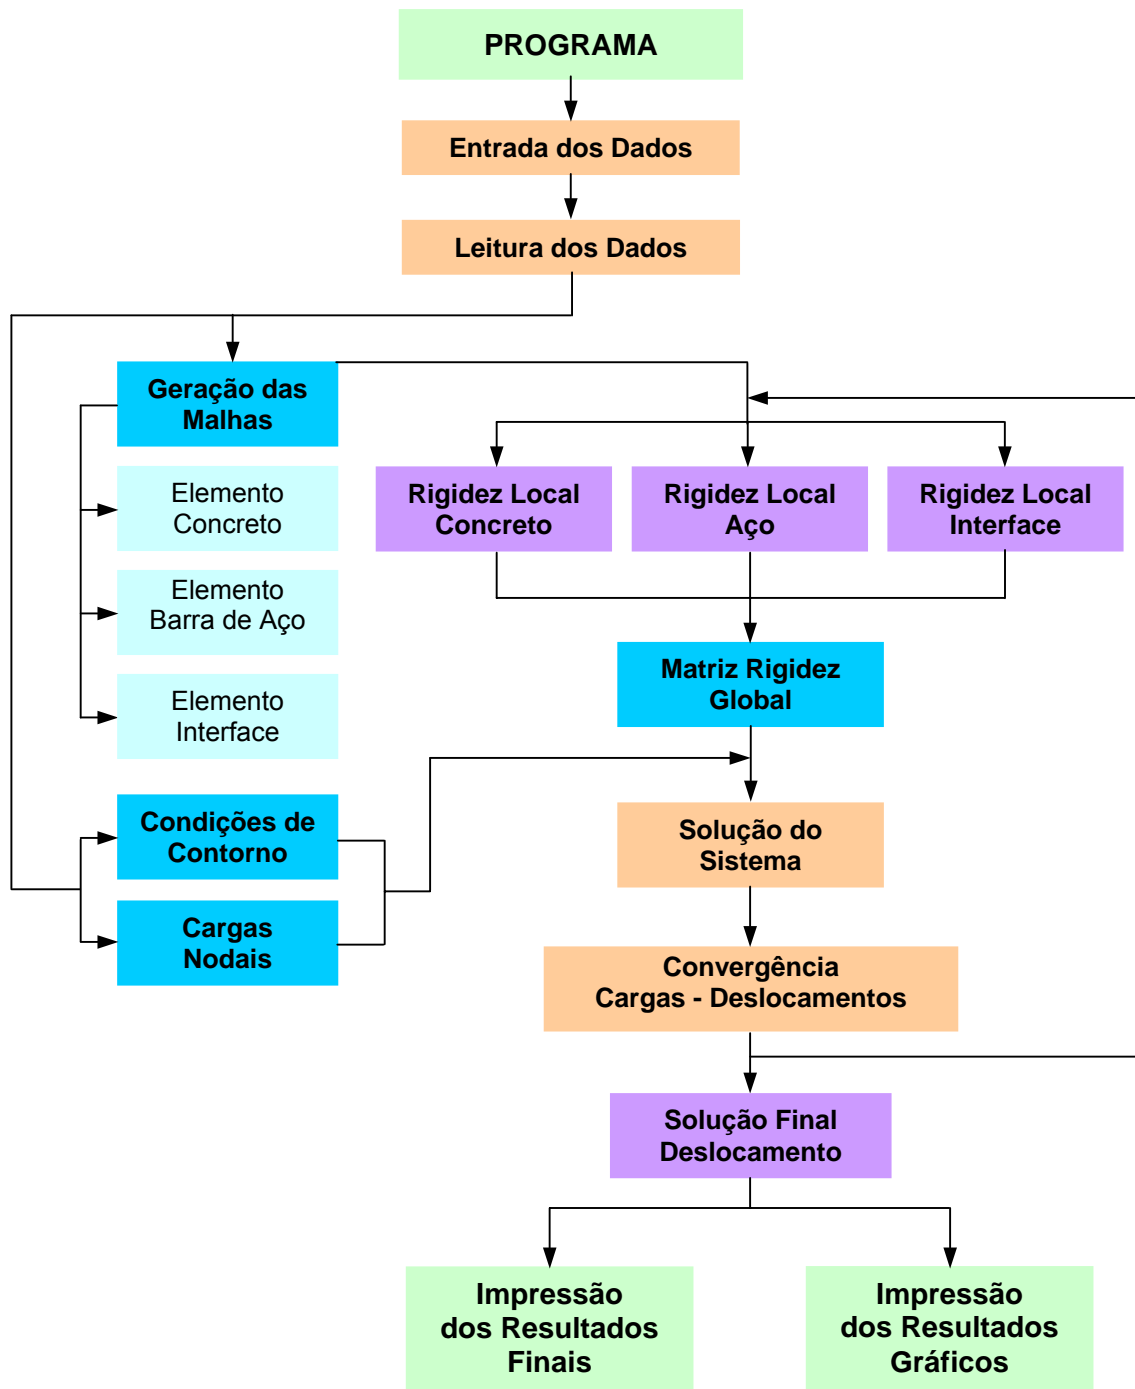 PROGRAMA
Entrada dos Dados
Leitura dos Dados
Geração das
Malhas
Elemento
Concreto
Elemento
Barra de Aço
Elemento
Interface
Condições de
Contorno
Cargas
Nodais
Rigidez Local
Concreto
Rigidez Local
Aço
Rigidez Local
Interface
Matriz Rigidez
Global
Solução do
Sistema
Convergência
Cargas - Deslocamentos
Solução Final
Deslocamento
Impressão
dos Resultados
Finais
Impressão
dos Resultados
Gráficos